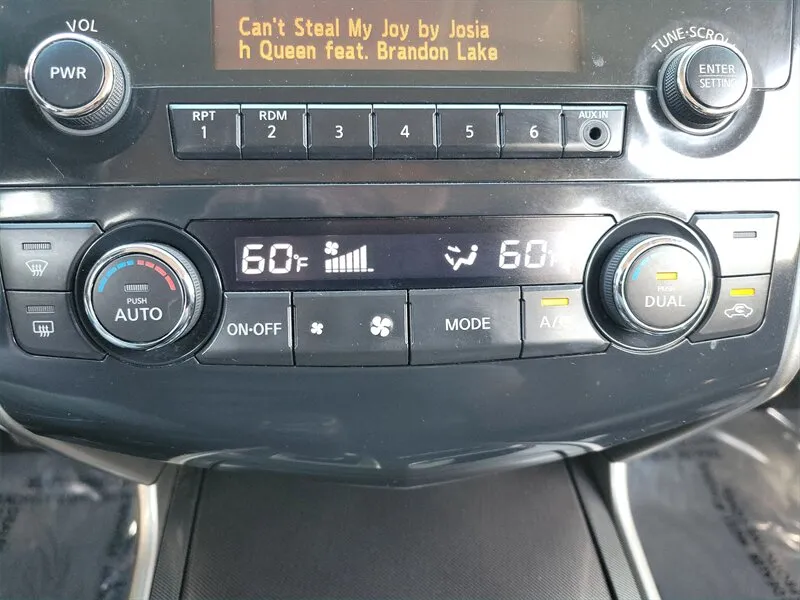 VOL
Can't Steal My Joy by Josia
h Queen feat. Brandon Lake
TUNE·SCROLL
PWR
ENTER
SETTING
RPT
1
RDM
2
3
4
5
6
AUX IN
60°F
60°F
PUSH
AUTO
ON·OFF
MODE
A/C
PUSH
DUAL